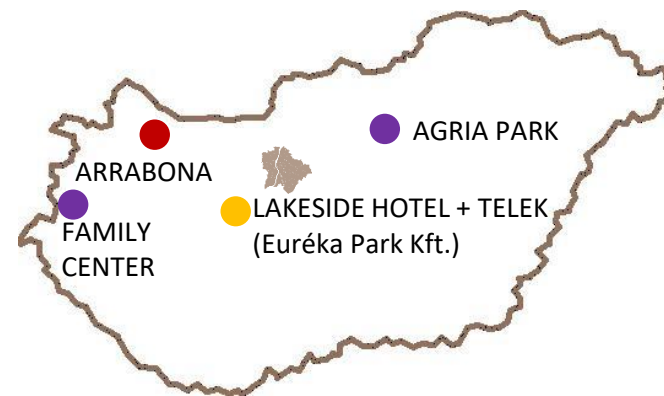 AGRIA PARK
ARRABONA
LAKESIDE HOTEL + TELEK
(Euréka Park Kft.)
FAMILY
CENTER